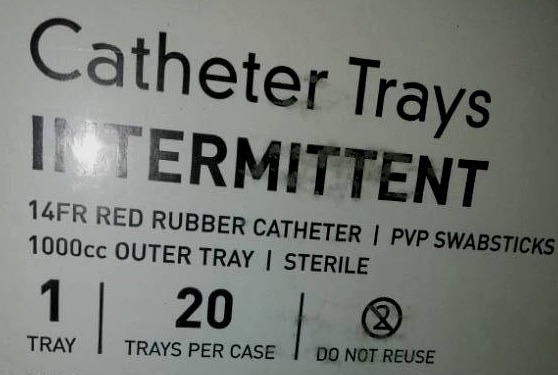 Catheter Trays
INTERMITTENT
14FR RED RUBBER CATHETER | PVP SWABSTICKS
1000cc OUTER TRAY | STERILE
1 | 20 | 2
TRAY TRAYS PER CASE DO NOT REUSE